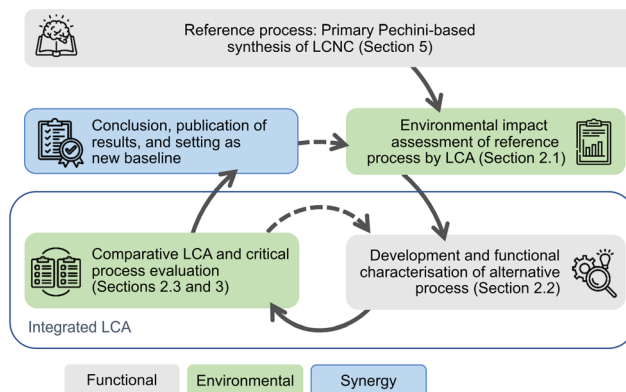 Reference process: Primary Pechini-based
synthesis of LCNC (Section 5)
Conclusion, publication of
results, and setting as
new baseline
Environmental impact
assessment of reference
process by LCA (Section 2.1)
Comparative LCA and critical
process evaluation
(Sections 2.3 and 3)
Development and functional
characterisation of alternative
process (Section 2.2)
Integrated LCA
Functional
Environmental
Synergy